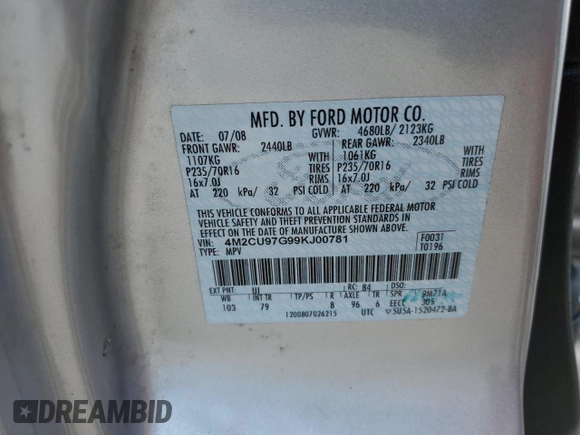 MFD. BY FORD MOTOR CO.
DATE: 07/08 GVWR: 4680LB/ 2123KG
FRONT GAWR: 2440LB REAR GAWR: 2340LB
1107KG WITH 1061KG WITH
P235/70R16 TIRES P235/70R16 TIRES
16x7.0J RIMS 16x7.0J RIMS
AT 220 kPa/ 32 PSI COLD AT 220 kPa/ 32 PSI COLD
THIS VEHICLE CONFORMS TO ALL APPLICABLE FEDERAL MOTOR
VEHICLE SAFETY AND THEFT PREVENTION STANDARDS IN
EFFECT ON THE DATE OF MANUFACTURE SHOWN ABOVE.
VIN: 4M2CU97G99KJ00781 F0031
TYPE: MPV T0196
EXT PNT: UI RC: 84 DSO:
WB INT TR TP/PS R AXLE TR SPR 9M71A
103 79 8 96 6 EECC 305
1200807026215 UTC 5U5A-1520472-BA
DREAMBID